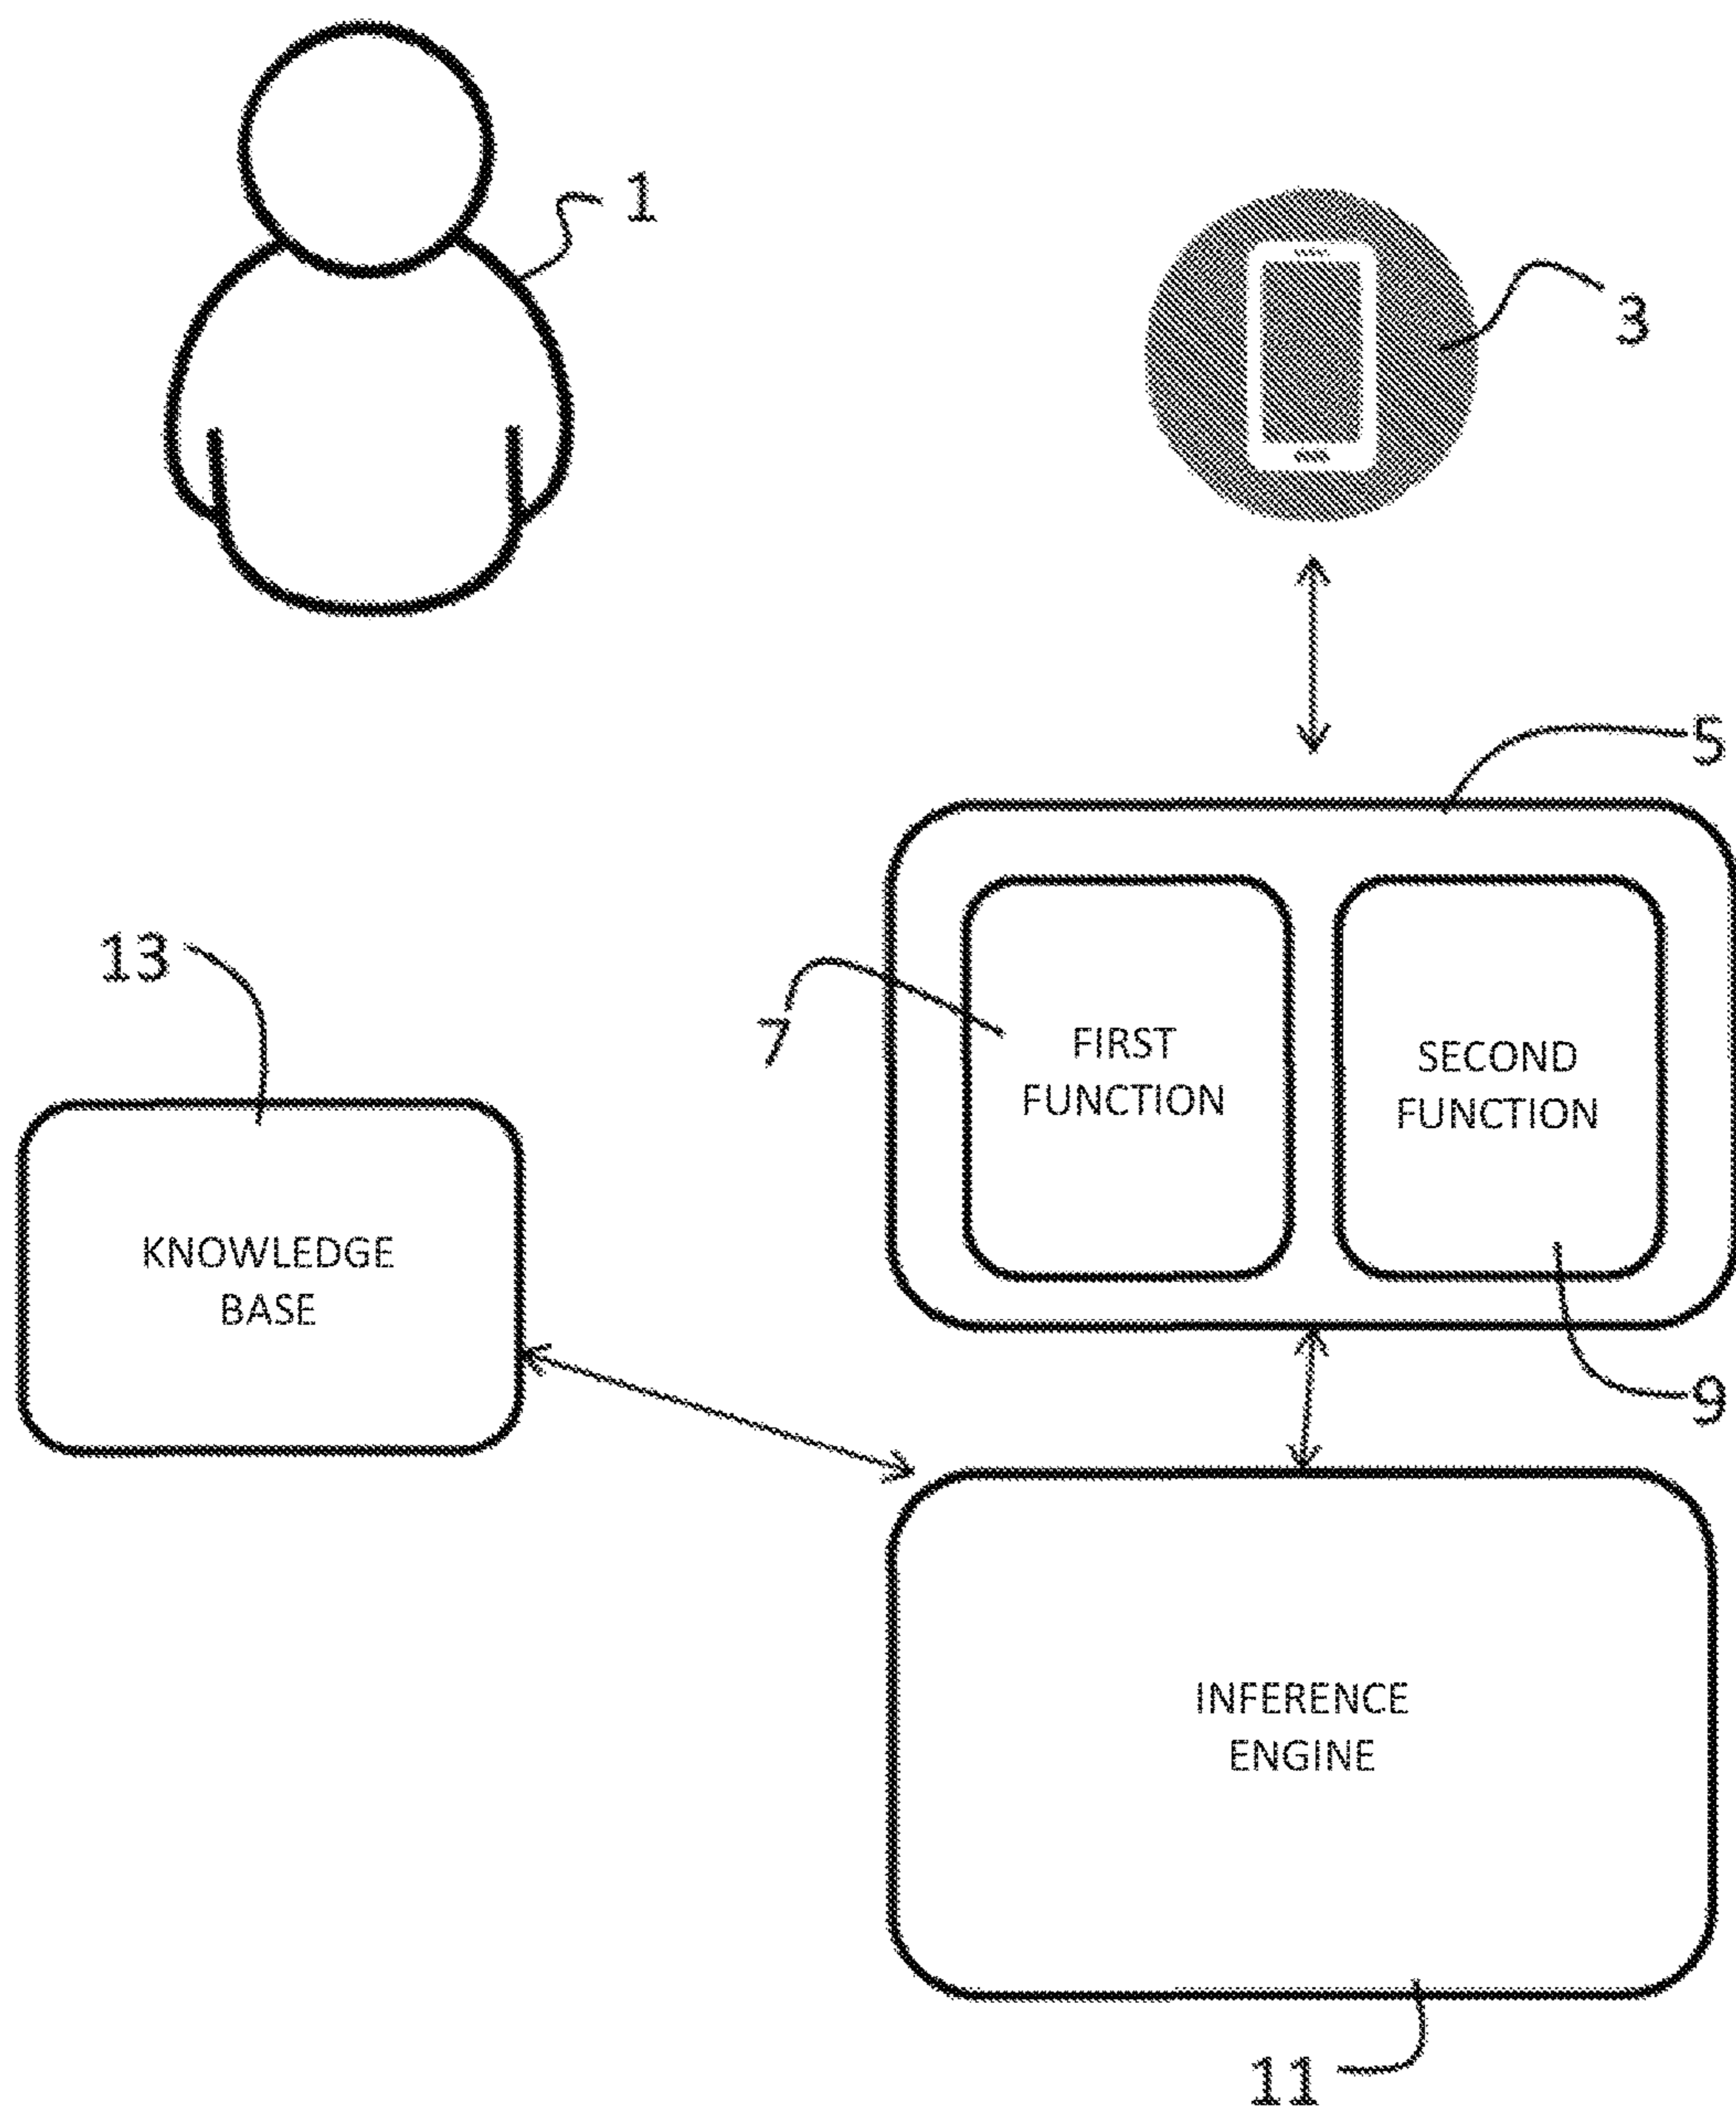 1
3
5
13
7
FIRST
FUNCTION
SECOND
FUNCTION
KNOWLEDGE
BASE
9
INFERENCE
ENGINE
11